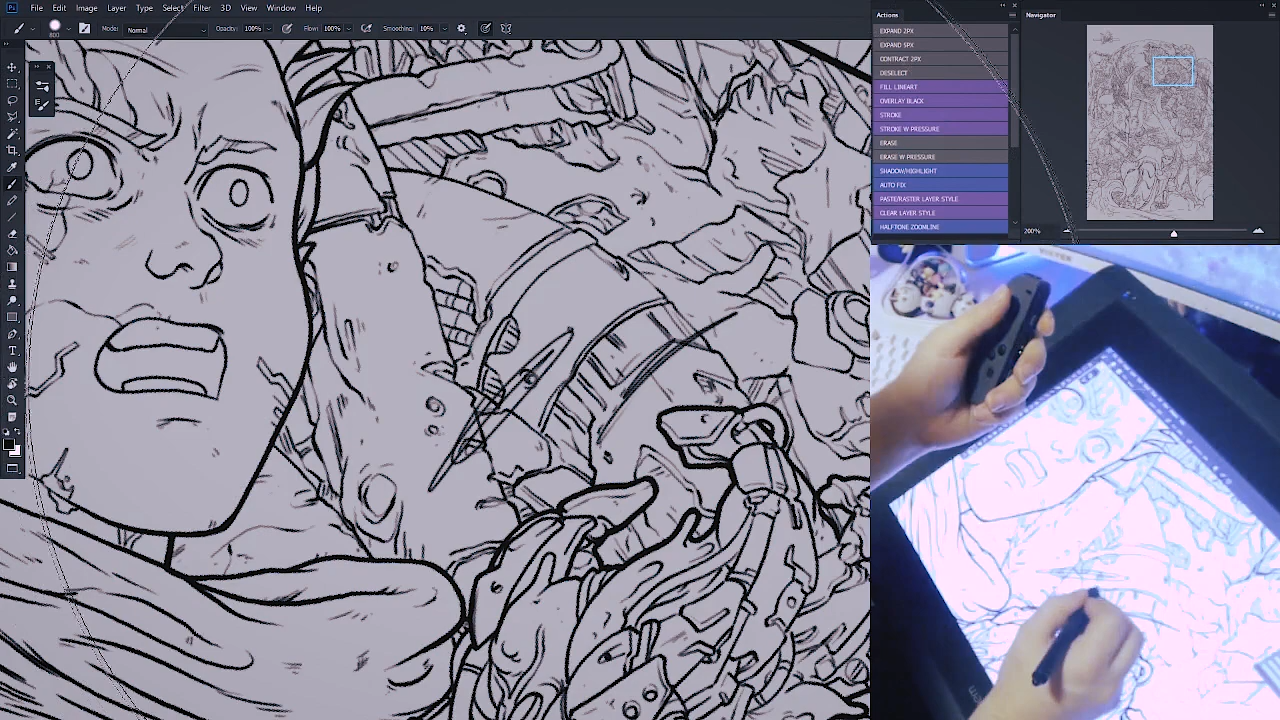 Ps File Edit Image Layer Type Select Filter 3D View Window Help
800 Mode: Normal Opacity: 100% Flow: 100% Smoothing: 10%
Actions
EXPAND 2PX
EXPAND 5PX
CONTRACT 2PX
DESELECT
FILL LINEART
OVERLAY BLACK
STROKE
STROKE W PRESSURE
ERASE
ERASE W PRESSURE
SHADOW/HIGHLIGHT
AUTO FIX
PASTE/RASTER LAYER STYLE
CLEAR LAYER STYLE
HALFTONE ZOOMLINE
Navigator
200%